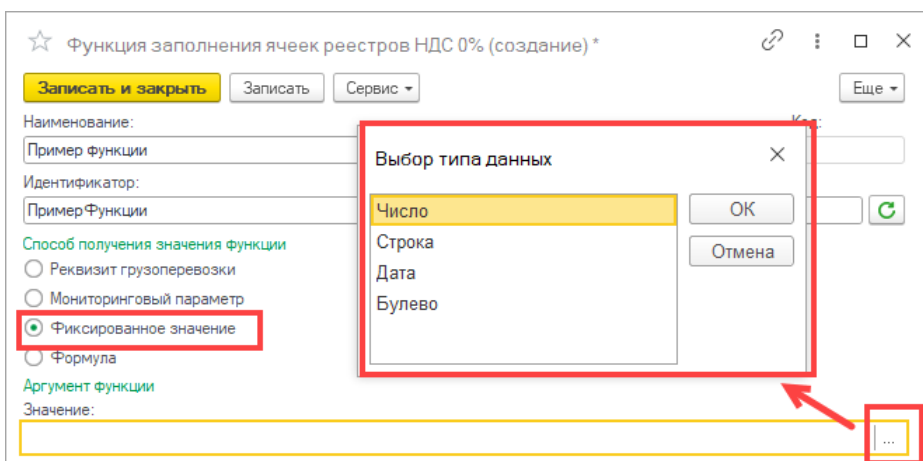 Функция заполнения ячеек реестров НДС 0% (создание) *
Записать и закрыть Записать Сервис Еще
Наименование: Код:
Пример функции
Идентификатор:
ПримерФункции
Способ получения значения функции
Реквизит грузоперевозки
Мониторинговый параметр
Фиксированное значение
Формула
Аргумент функции
Значение:
...
Выбор типа данных
Число
Строка
Дата
Булево
ОК
Отмена